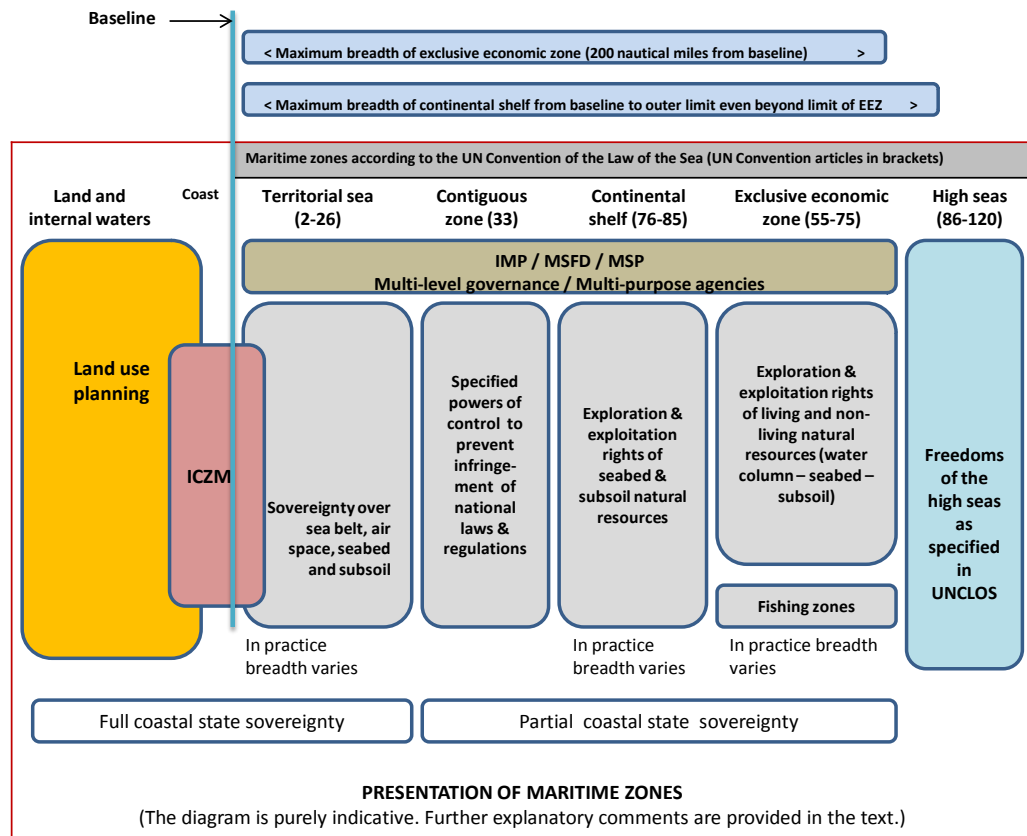 Baseline
< Maximum breadth of exclusive economic zone (200 nautical miles from baseline) >
< Maximum breadth of continental shelf from baseline to outer limit even beyond limit of EEZ >
Maritime zones according to the UN Convention of the Law of the Sea (UN Convention articles in brackets)
Land and
internal waters
Coast
Territorial sea
(2-26)
Contiguous
zone (33)
Continental
shelf (76-85)
Exclusive economic
zone (55-75)
High seas
(86-120)
IMP / MSFD / MSP
Multi-level governance / Multi-purpose agencies
Land use
planning
ICZM
Sovereignty over
sea belt, air
space, seabed
and subsoil
Specified
powers of
control to
prevent
infringe-
ment of
national
laws &
regulations
Exploration &
exploitation
rights of
seabed &
subsoil natural
resources
Exploration &
exploitation rights
of living and non-
living natural
resources (water
column – seabed –
subsoil)
Fishing zones
Freedoms
of the
high seas
as
specified
in
UNCLOS
In practice
breadth varies
In practice
breadth varies
In practice breadth
varies
Full coastal state sovereignty
Partial coastal state sovereignty
PRESENTATION OF MARITIME ZONES
(The diagram is purely indicative. Further explanatory comments are provided in the text.)